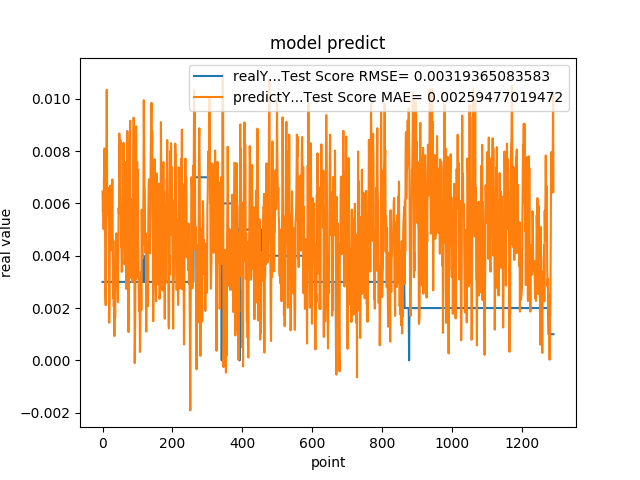 model predict
realY...Test Score RMSE= 0.00319365083583
predictY...Test Score MAE= 0.00259477019472
0.010
0.008
0.006
0.004
0.002
0.000
−0.002
real value
0 200 400 600 800 1000 1200
point